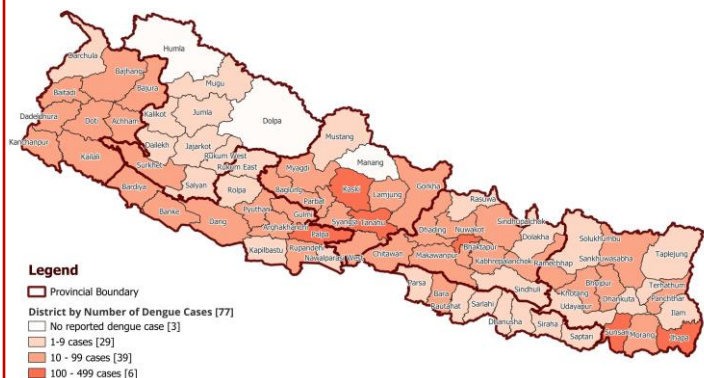 Darchula
Humla
Bajhang
Mugu
Baitadi
Bajura
Dadeldhura
Doti
Achham
Kalikot
Jumla
Dolpa
Kanchanpur
Kailali
Dailekh
Jajarkot
Rukum West
Mustang
Surkhet
Rukum East
Manang
Bardiya
Salyan
Rolpa
Myagdi
Baglung
Kaski
Gorkha
Parbat
Lamjung
Banke
Dang
Pyuthan
Gulmi
Syangja
Tanahu
Rasuwa
Arghakhanchi
Palpa
Dhading
Nuwakot
Sindhupalchok
Kapilbastu
Rupandehi
Nawalparasi West
Chitawan
Makawanpur
Bhaktapur
Dolakha
Kabhrepalanchok
Ramechhap
Solukhumbu
Sankhuwasabha
Taplejung
Parsa
Bara
Rautahat
Sarlahi
Sindhuli
Khotang
Bhojpur
Terhathum
Panchthar
Dhankuta
Udayapur
Ilam
Dhanusha
Siraha
Saptari
Sunsari
Morang
Jhapa
Legend
Provincial Boundary
District by Number of Dengue Cases [77]
No reported dengue case [3]
1-9 cases [29]
10 - 99 cases [39]
100 - 499 cases [6]